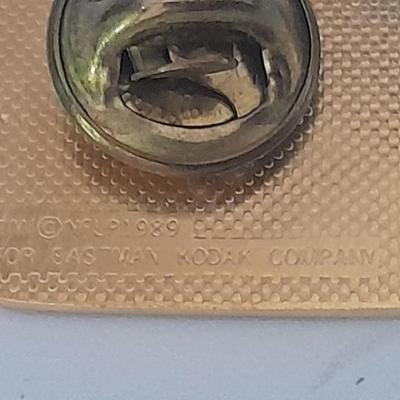 TM © NFLP 1989
FOR EASTMAN KODAK COMPANY